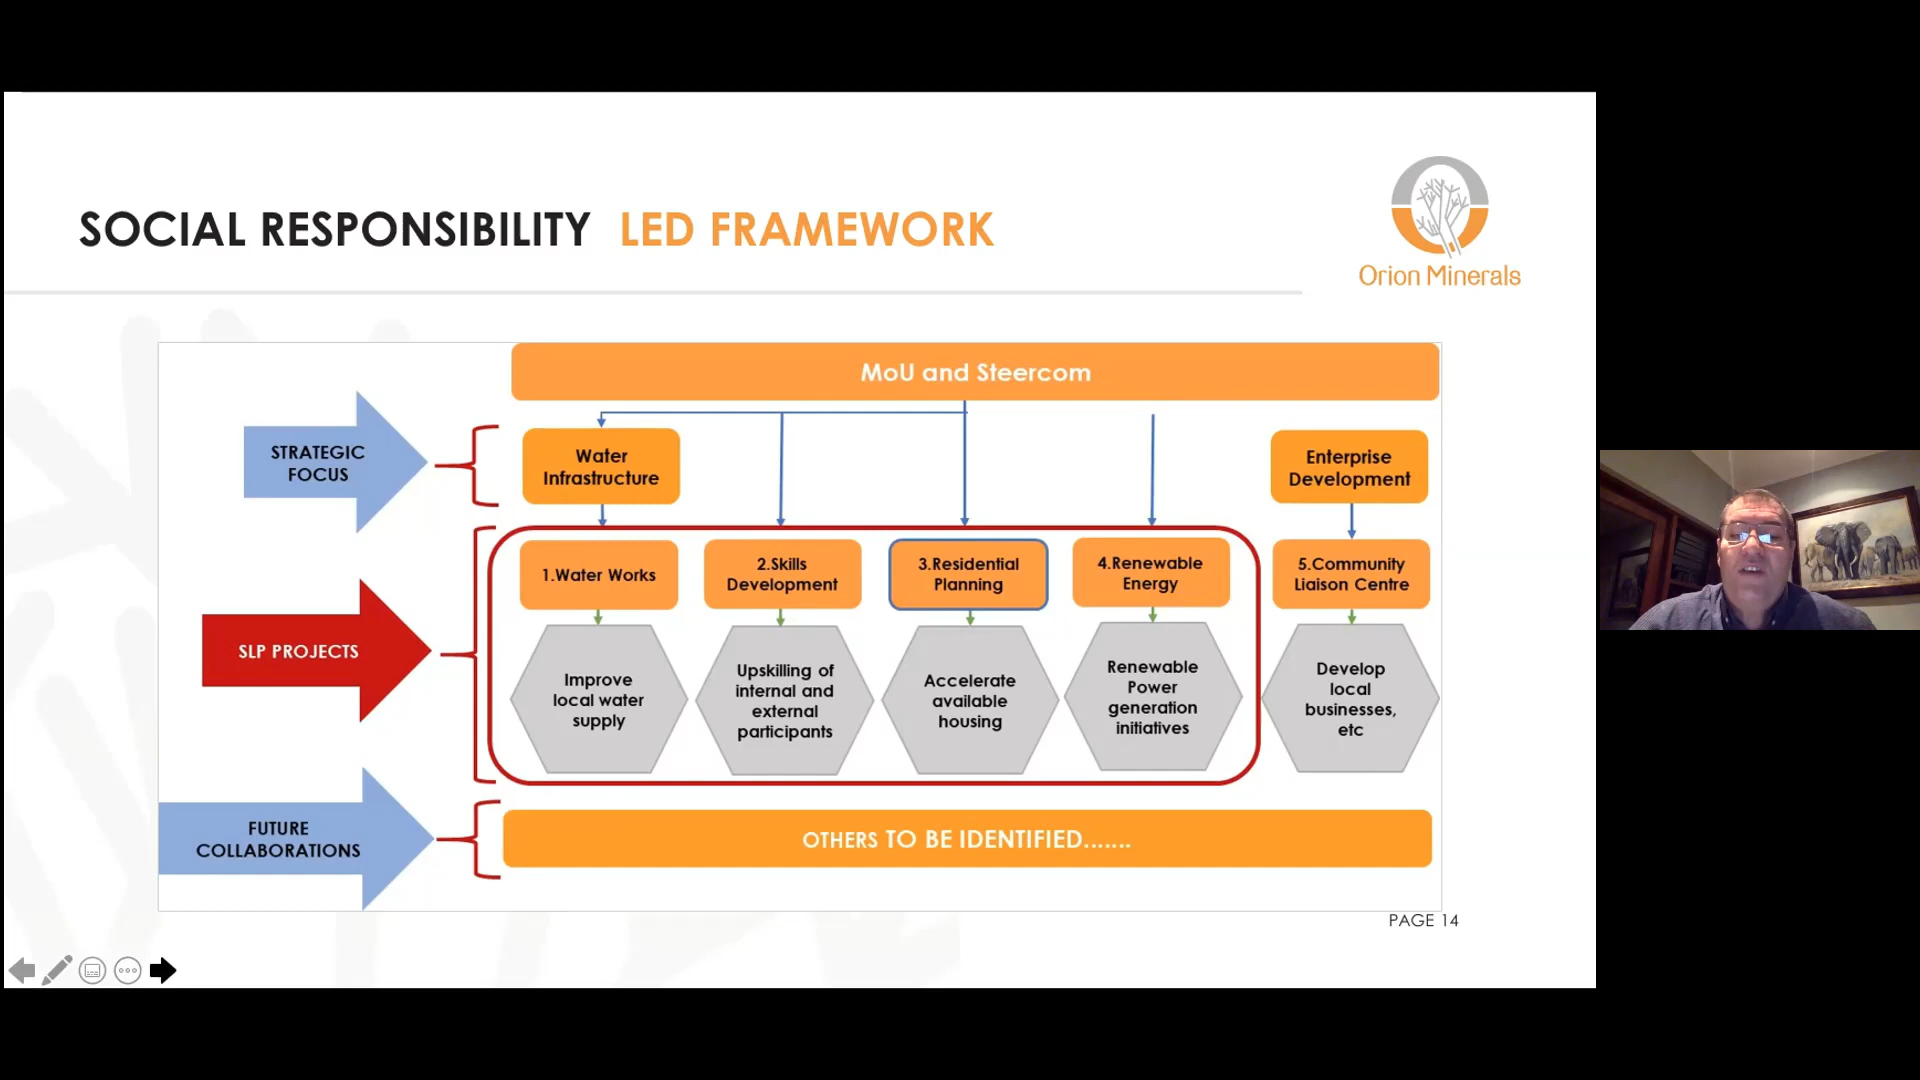 SOCIAL RESPONSIBILITY LED FRAMEWORK
Orion Minerals
MoU and Steercom
STRATEGIC
FOCUS
Water
Infrastructure
Enterprise
Development
SLP PROJECTS
1.Water Works
2.Skills
Development
3.Residential
Planning
4.Renewable
Energy
5.Community
Liaison Centre
Improve
local water
supply
Upskilling of
internal and
external
participants
Accelerate
available
housing
Renewable
Power
generation
initiatives
Develop
local
businesses,
etc
FUTURE
COLLABORATIONS
OTHERS TO BE IDENTIFIED.......
PAGE 14